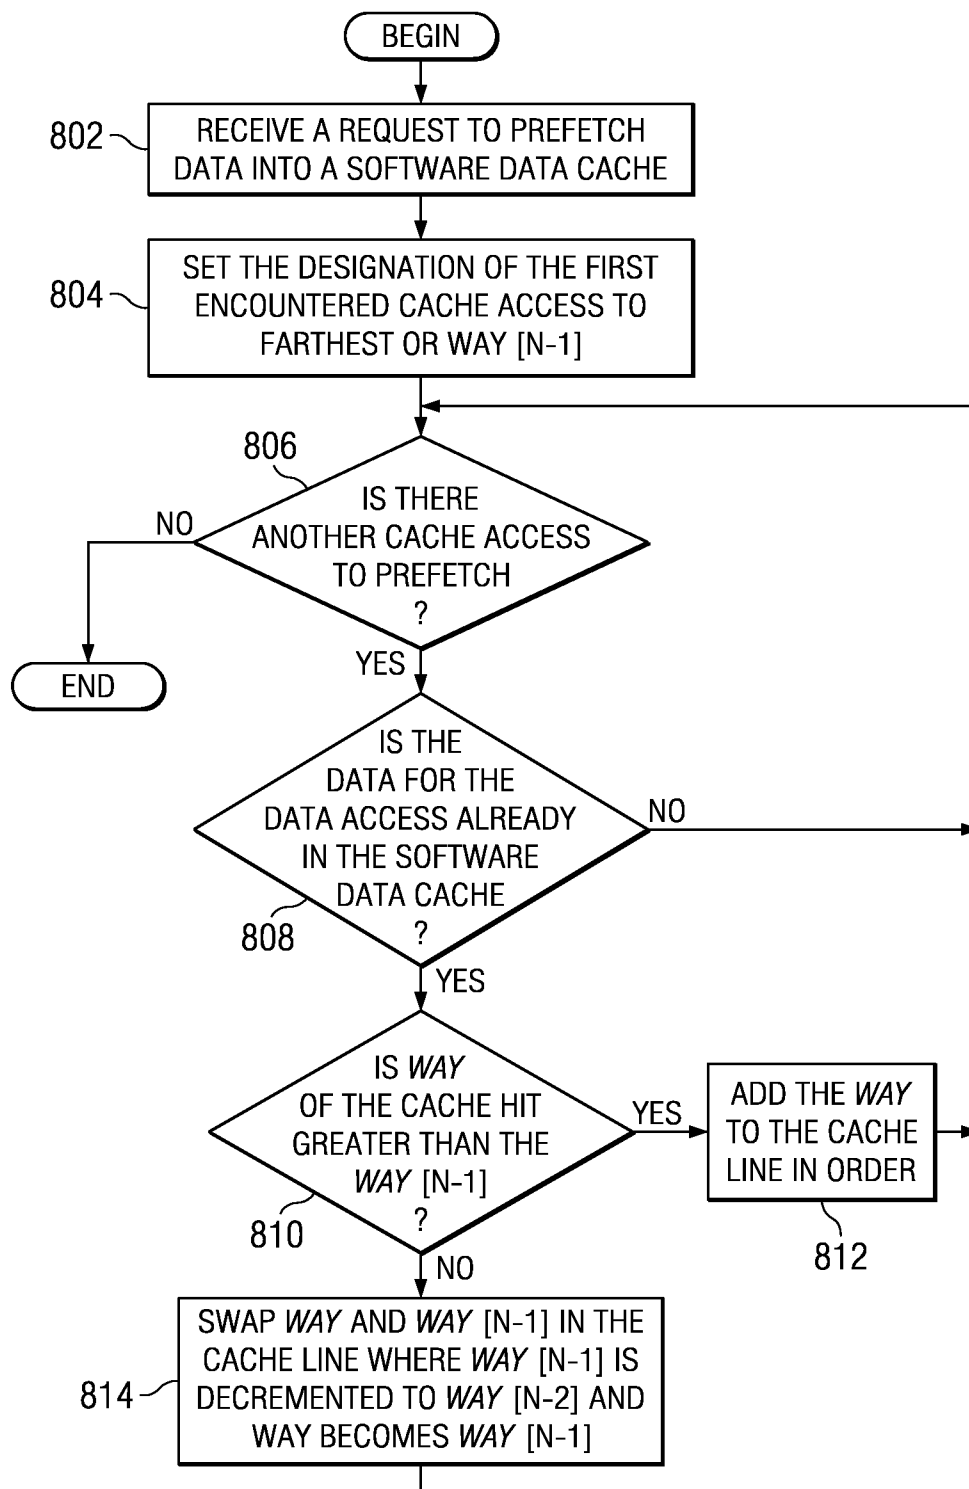 BEGIN
802
RECEIVE A REQUEST TO PREFETCH
DATA INTO A SOFTWARE DATA CACHE
804
SET THE DESIGNATION OF THE FIRST
ENCOUNTERED CACHE ACCESS TO
FARTHEST OR WAY [N-1]
806
IS THERE
ANOTHER CACHE ACCESS
TO PREFETCH
?
NO
END
YES
IS THE
DATA FOR THE
DATA ACCESS ALREADY
IN THE SOFTWARE
DATA CACHE
?
808
NO
YES
IS WAY
OF THE CACHE HIT
GREATER THAN THE
WAY [N-1]
?
810
YES
ADD THE WAY
TO THE CACHE
LINE IN ORDER
812
NO
814
SWAP WAY AND WAY [N-1] IN THE
CACHE LINE WHERE WAY [N-1] IS
DECREMENTED TO WAY [N-2] AND
WAY BECOMES WAY [N-1]